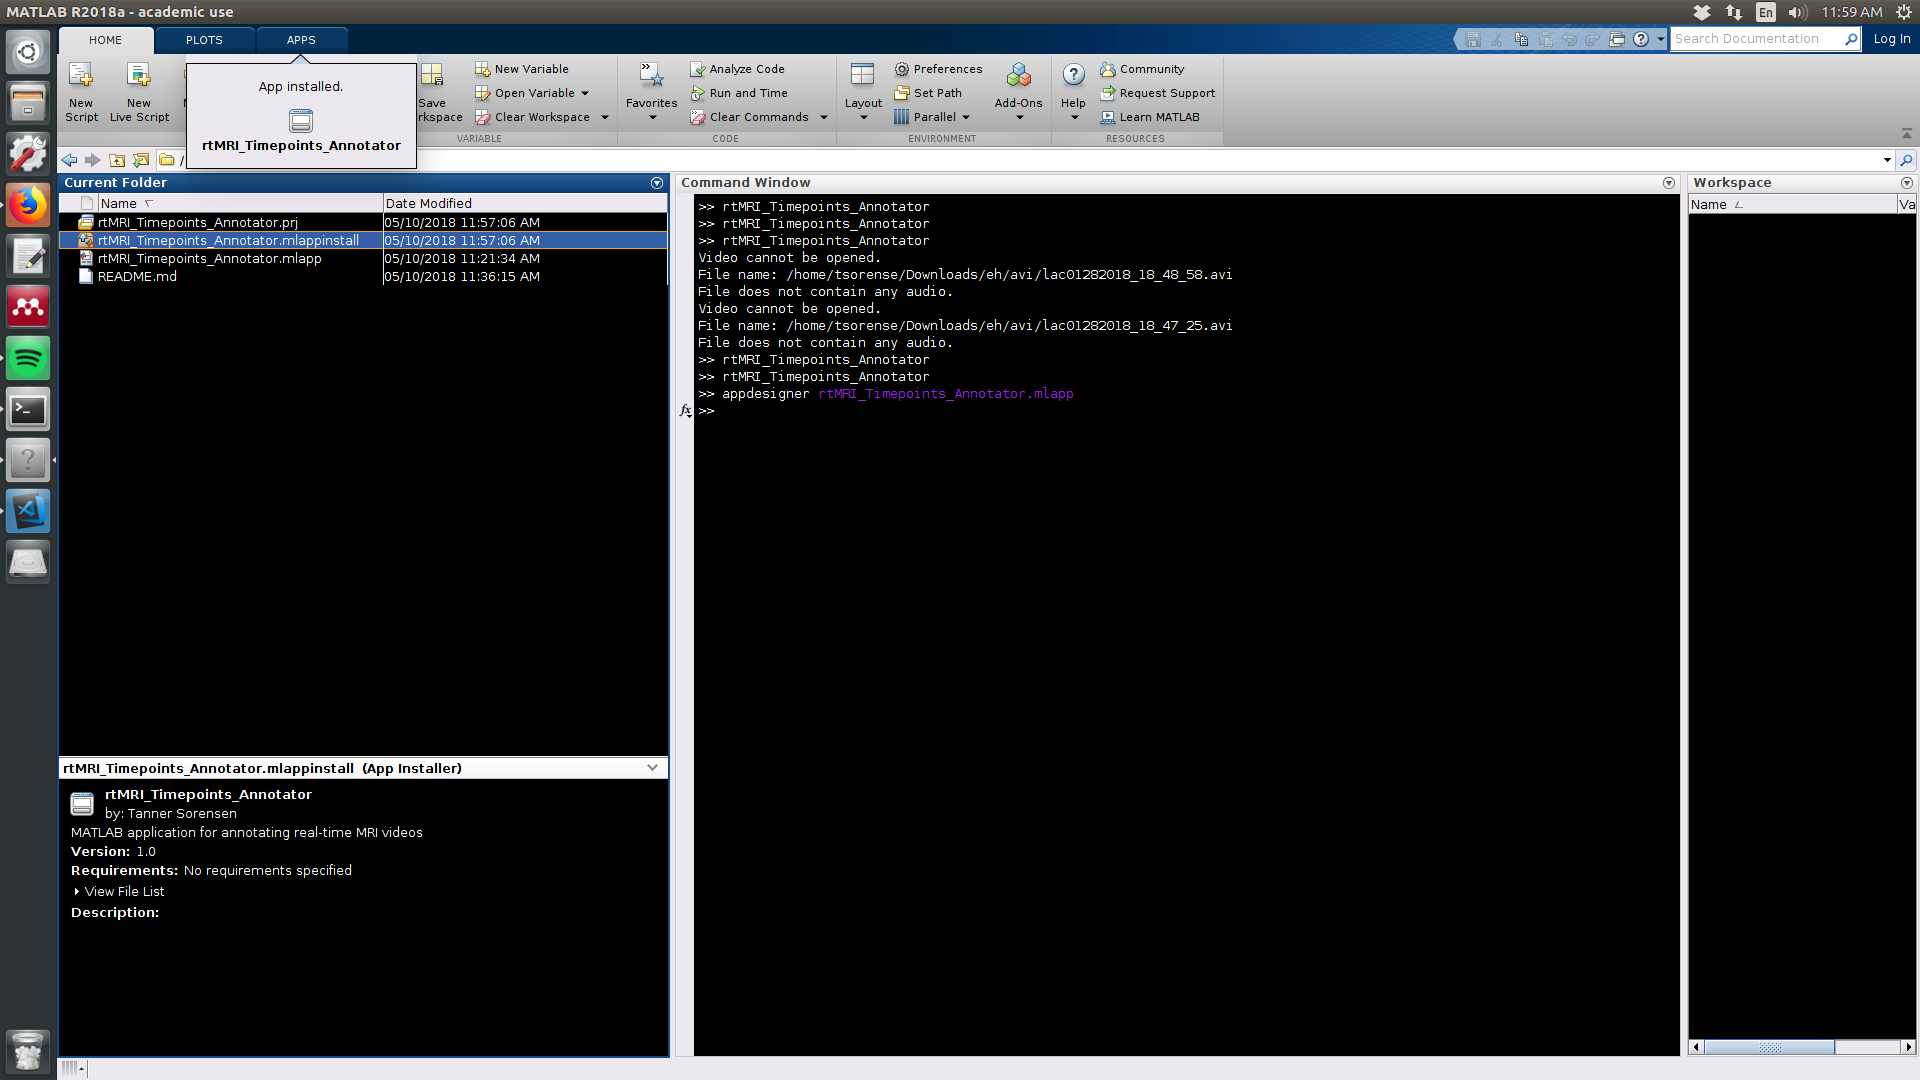 MATLAB R2018a - academic use
En
11:59 AM
HOME
PLOTS
APPS
Search Documentation
Log In
New Script
New Live Script
App installed.
rtMRI_Timepoints_Annotator
Save
New Variable
Open Variable
Clear Workspace
VARIABLE
Favorites
Analyze Code
Run and Time
Clear Commands
CODE
Layout
Preferences
Set Path
Parallel
Add-Ons
ENVIRONMENT
Help
Community
Request Support
Learn MATLAB
RESOURCES
/
Current Folder
Name
Date Modified
rtMRI_Timepoints_Annotator.prj 05/10/2018 11:57:06 AM
rtMRI_Timepoints_Annotator.mlappinstall 05/10/2018 11:57:06 AM
rtMRI_Timepoints_Annotator.mlapp 05/10/2018 11:21:34 AM
README.md 05/10/2018 11:36:15 AM
rtMRI_Timepoints_Annotator.mlappinstall (App Installer)
rtMRI_Timepoints_Annotator
by: Tanner Sorensen
MATLAB application for annotating real-time MRI videos
Version: 1.0
Requirements: No requirements specified
View File List
Description:
Command Window
>> rtMRI_Timepoints_Annotator
>> rtMRI_Timepoints_Annotator
>> rtMRI_Timepoints_Annotator
Video cannot be opened.
File name: /home/tsorense/Downloads/eh/avi/lac01282018_18_48_58.avi
File does not contain any audio.
Video cannot be opened.
File name: /home/tsorense/Downloads/eh/avi/lac01282018_18_47_25.avi
File does not contain any audio.
>> rtMRI_Timepoints_Annotator
>> rtMRI_Timepoints_Annotator
>> appdesigner rtMRI_Timepoints_Annotator.mlapp
fx >>
Workspace
Name
Va